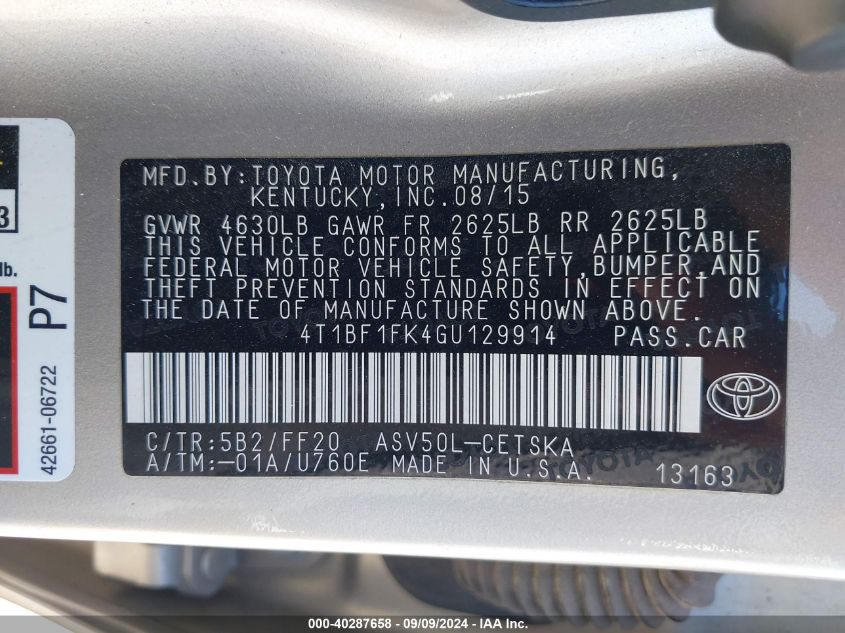 MFD. BY: TOYOTA MOTOR MANUFACTURING,
KENTUCKY, INC. 08/15
GVWR 4630LB GAWR FR 2625LB RR 2625LB
THIS VEHICLE CONFORMS TO ALL APPLICABLE
FEDERAL MOTOR VEHICLE SAFETY, BUMPER, AND
THEFT PREVENTION STANDARDS IN EFFECT ON
THE DATE OF MANUFACTURE SHOWN ABOVE.
4T1BF1FK4GU129914 PASS.CAR
C/TR:5B2/FF20 ASV50L-CETSKA
A/TM:-01A/U760E MADE IN U.S.A. 13163
3
lb.
P7
42661-06722
000-40287658 - 09/09/2024 - IAA Inc.